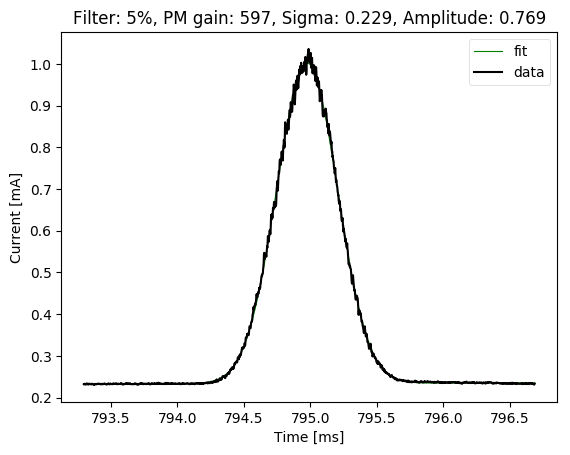 Filter: 5%, PM gain: 597, Sigma: 0.229, Amplitude: 0.769
fit
data
1.0
0.9
0.8
0.7
0.6
0.5
0.4
0.3
0.2
Current [mA]
793.5 794.0 794.5 795.0 795.5 796.0 796.5
Time [ms]